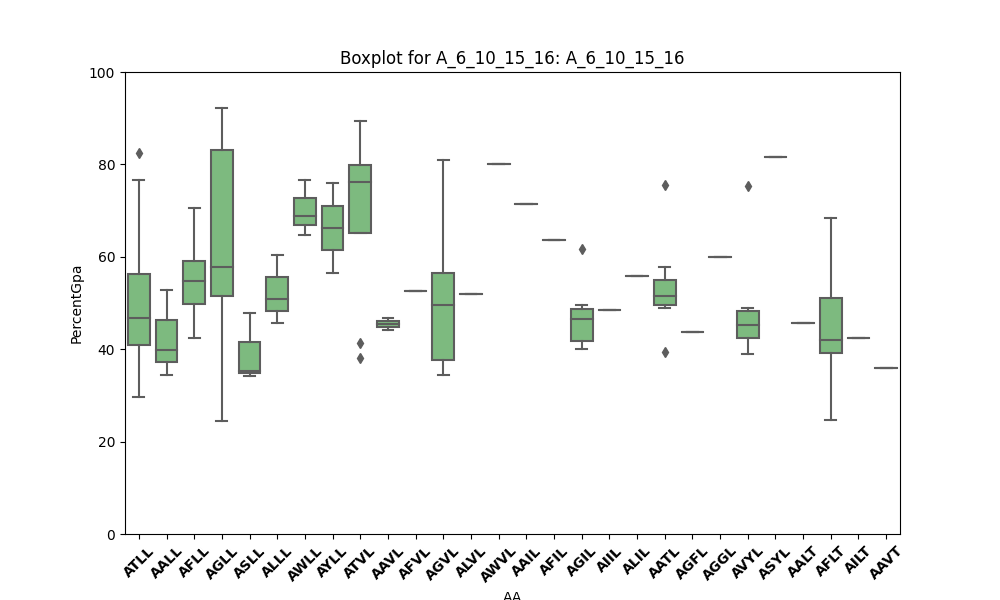 Boxplot for A_6_10_15_16: A_6_10_15_16
100
80
60
40
20
0
PercentGpa
ATLL AALL AFLL AGLL ASLL ALLL AWLL AYLL ATVL AAVL AFVL AGVL ALVL AWVL AAIL AFIL AGIL AIIL ALIL AATL AGFL AGGL AVYL ASYL AALT AFLT AILT AAVT
AA